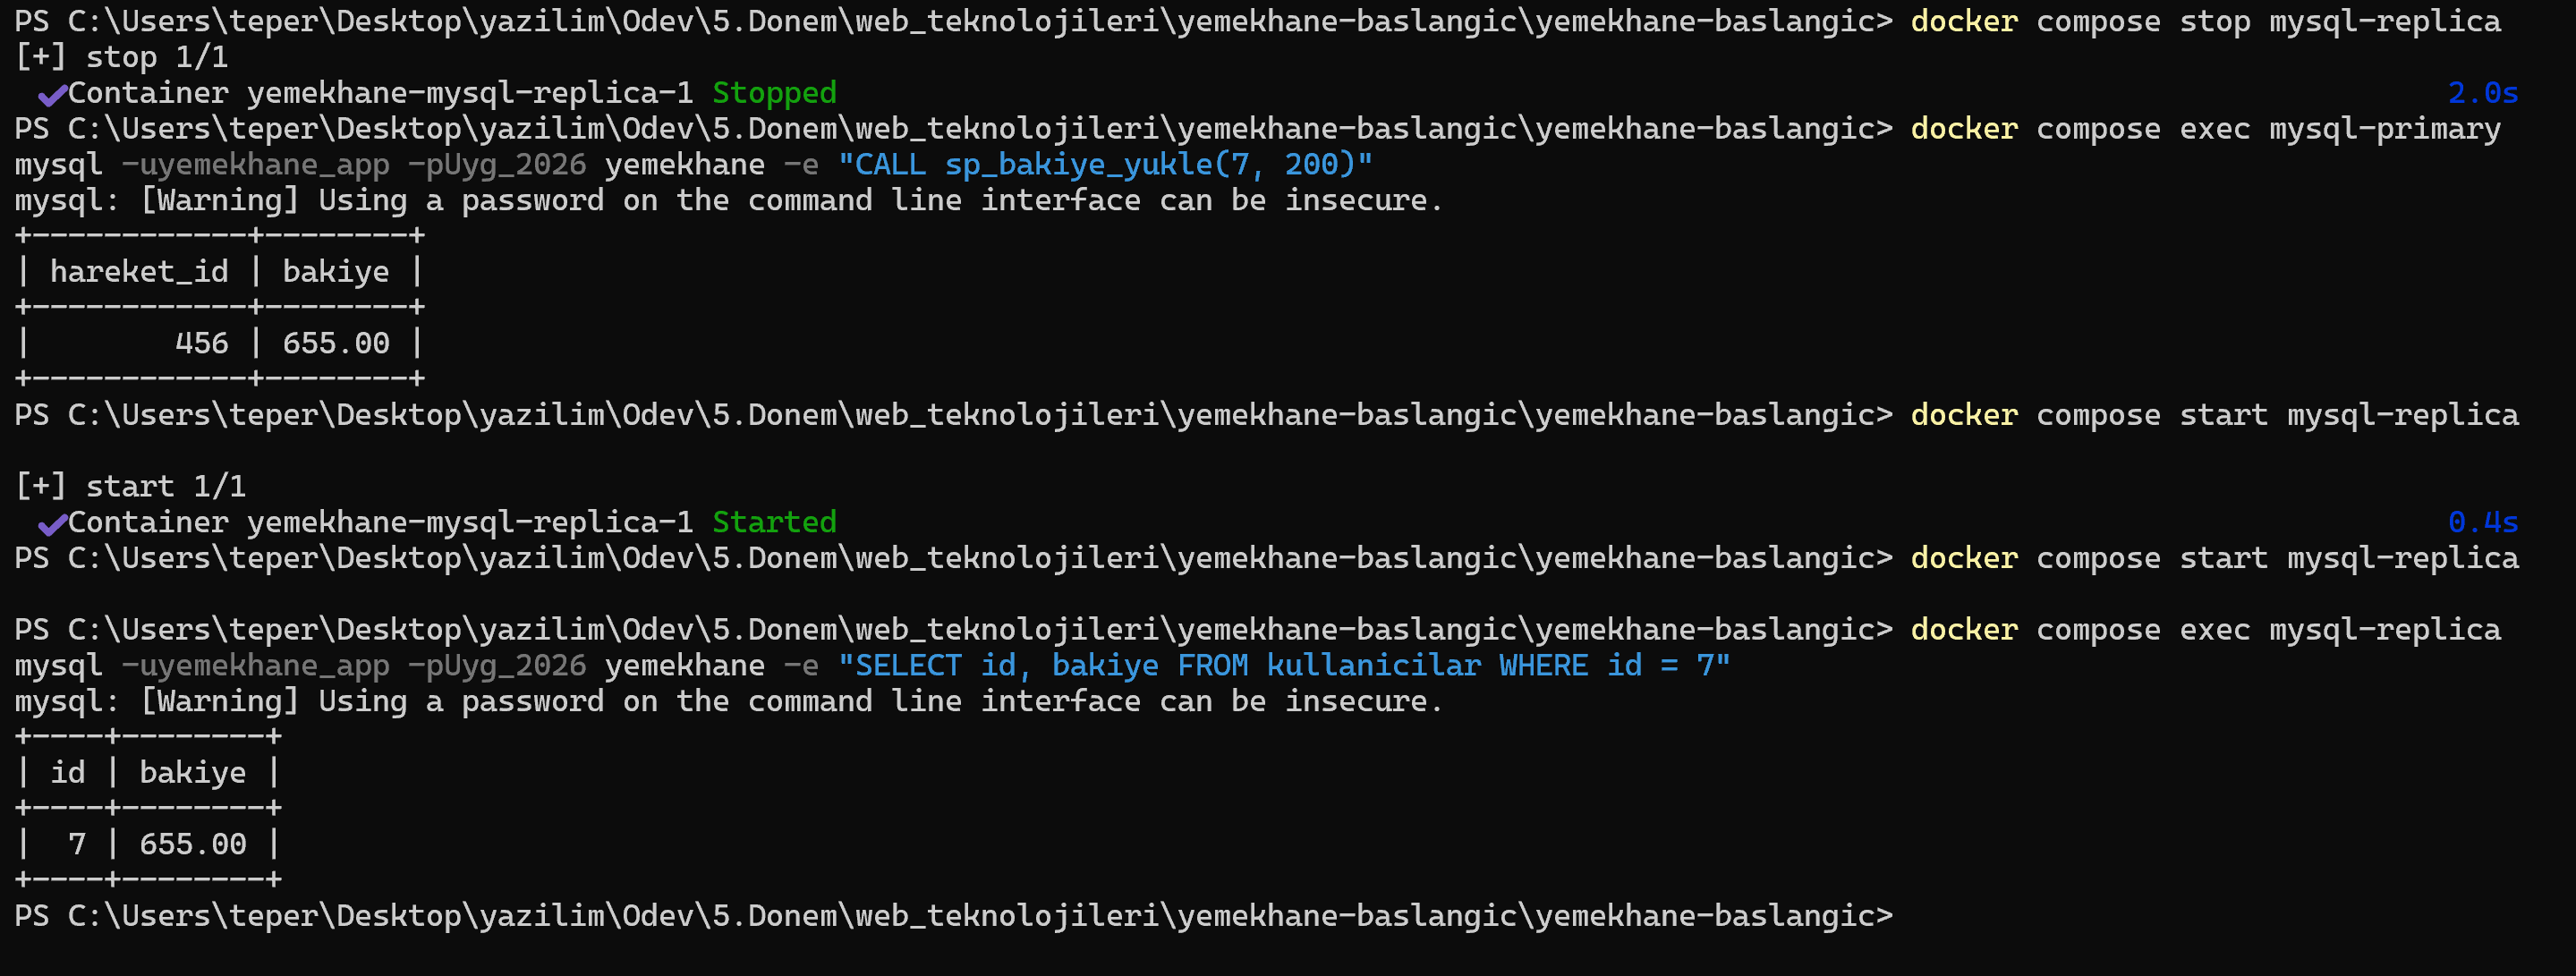 PS C:\Users\teper\Desktop\yazilim\Odev\5.Donem\web_teknolojileri\yemekhane-baslangic\yemekhane-baslangic> docker compose stop mysql-replica
[+] stop 1/1
✔Container yemekhane-mysql-replica-1 Stopped 2.0s
PS C:\Users\teper\Desktop\yazilim\Odev\5.Donem\web_teknolojileri\yemekhane-baslangic\yemekhane-baslangic> docker compose exec mysql-primary
mysql -uyemekhane_app -pUyg_2026 yemekhane -e "CALL sp_bakiye_yukle(7, 200)"
mysql: [Warning] Using a password on the command line interface can be insecure.
+------------+--------+
| hareket_id | bakiye |
+------------+--------+
|        456 | 655.00 |
+------------+--------+
PS C:\Users\teper\Desktop\yazilim\Odev\5.Donem\web_teknolojileri\yemekhane-baslangic\yemekhane-baslangic> docker compose start mysql-replica
[+] start 1/1
✔Container yemekhane-mysql-replica-1 Started 0.4s
PS C:\Users\teper\Desktop\yazilim\Odev\5.Donem\web_teknolojileri\yemekhane-baslangic\yemekhane-baslangic> docker compose start mysql-replica
PS C:\Users\teper\Desktop\yazilim\Odev\5.Donem\web_teknolojileri\yemekhane-baslangic\yemekhane-baslangic> docker compose exec mysql-replica
mysql -uyemekhane_app -pUyg_2026 yemekhane -e "SELECT id, bakiye FROM kullanicilar WHERE id = 7"
mysql: [Warning] Using a password on the command line interface can be insecure.
+----+--------+
| id | bakiye |
+----+--------+
|  7 | 655.00 |
+----+--------+
PS C:\Users\teper\Desktop\yazilim\Odev\5.Donem\web_teknolojileri\yemekhane-baslangic\yemekhane-baslangic>